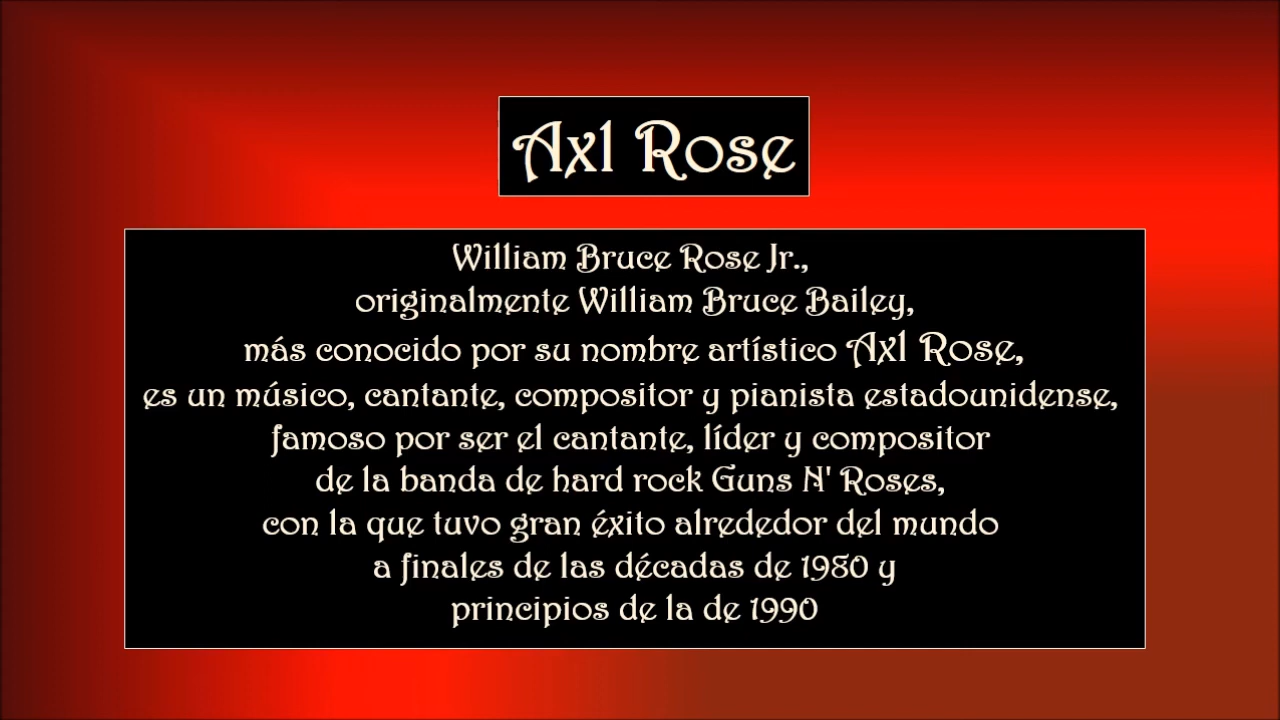 Axl Rose
William Bruce Rose Jr.,
originalmente William Bruce Bailey,
más conocido por su nombre artístico Axl Rose,
es un músico, cantante, compositor y pianista estadounidense,
famoso por ser el cantante, líder y compositor
de la banda de hard rock Guns N' Roses,
con la que tuvo gran éxito alrededor del mundo
a finales de las décadas de 1980 y
principios de la de 1990